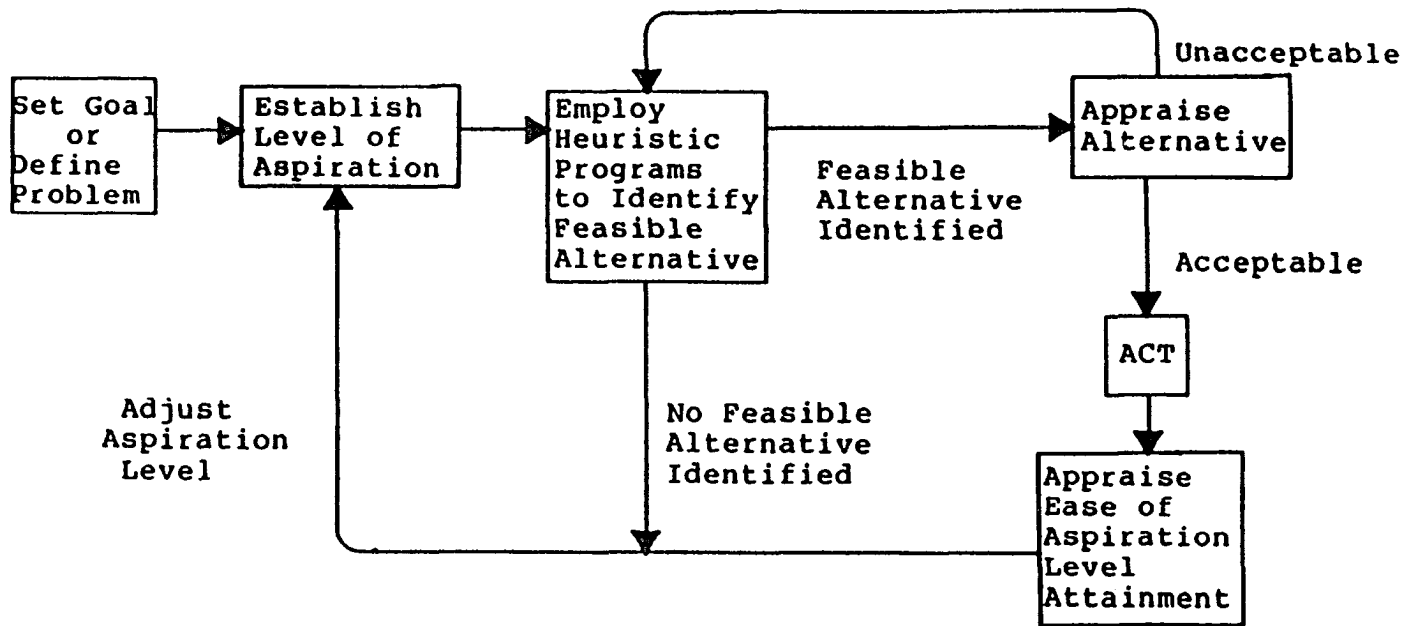 Set Goal
or
Define
Problem
Establish
Level of
Aspiration
Employ
Heuristic
Programs
to Identify
Feasible
Alternative
Feasible
Alternative
Identified
Unacceptable
Appraise
Alternative
Acceptable
ACT
Appraise
Ease of
Aspiration
Level
Attainment
No Feasible
Alternative
Identified
Adjust
Aspiration
Level